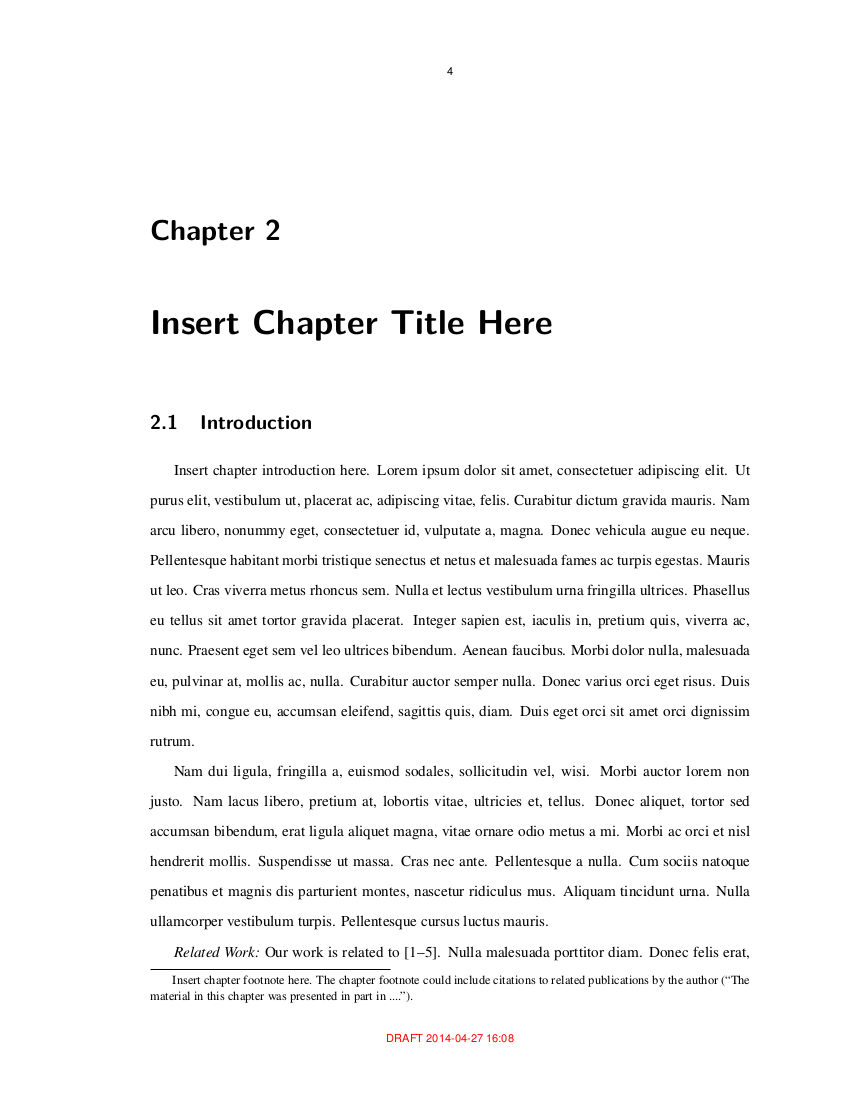 4
Chapter 2
Insert Chapter Title Here
2.1 Introduction
Insert chapter introduction here. Lorem ipsum dolor sit amet, consectetuer adipiscing elit. Ut
purus elit, vestibulum ut, placerat ac, adipiscing vitae, felis. Curabitur dictum gravida mauris. Nam
arcu libero, nonummy eget, consectetuer id, vulputate a, magna. Donec vehicula augue eu neque.
Pellentesque habitant morbi tristique senectus et netus et malesuada fames ac turpis egestas. Mauris
ut leo. Cras viverra metus rhoncus sem. Nulla et lectus vestibulum urna fringilla ultrices. Phasellus
eu tellus sit amet tortor gravida placerat. Integer sapien est, iaculis in, pretium quis, viverra ac,
nunc. Praesent eget sem vel leo ultrices bibendum. Aenean faucibus. Morbi dolor nulla, malesuada
eu, pulvinar at, mollis ac, nulla. Curabitur auctor semper nulla. Donec varius orci eget risus. Duis
nibh mi, congue eu, accumsan eleifend, sagittis quis, diam. Duis eget orci sit amet orci dignissim
rutrum.
Nam dui ligula, fringilla a, euismod sodales, sollicitudin vel, wisi. Morbi auctor lorem non
justo. Nam lacus libero, pretium at, lobortis vitae, ultricies et, tellus. Donec aliquet, tortor sed
accumsan bibendum, erat ligula aliquet magna, vitae ornare odio metus a mi. Morbi ac orci et nisl
hendrerit mollis. Suspendisse ut massa. Cras nec ante. Pellentesque a nulla. Cum sociis natoque
penatibus et magnis dis parturient montes, nascetur ridiculus mus. Aliquam tincidunt urna. Nulla
ullamcorper vestibulum turpis. Pellentesque cursus luctus mauris.
Related Work: Our work is related to [1–5]. Nulla malesuada porttitor diam. Donec felis erat,
Insert chapter footnote here. The chapter footnote could include citations to related publications by the author (“The
material in this chapter was presented in part in ....”).
DRAFT 2014-04-27 16:08